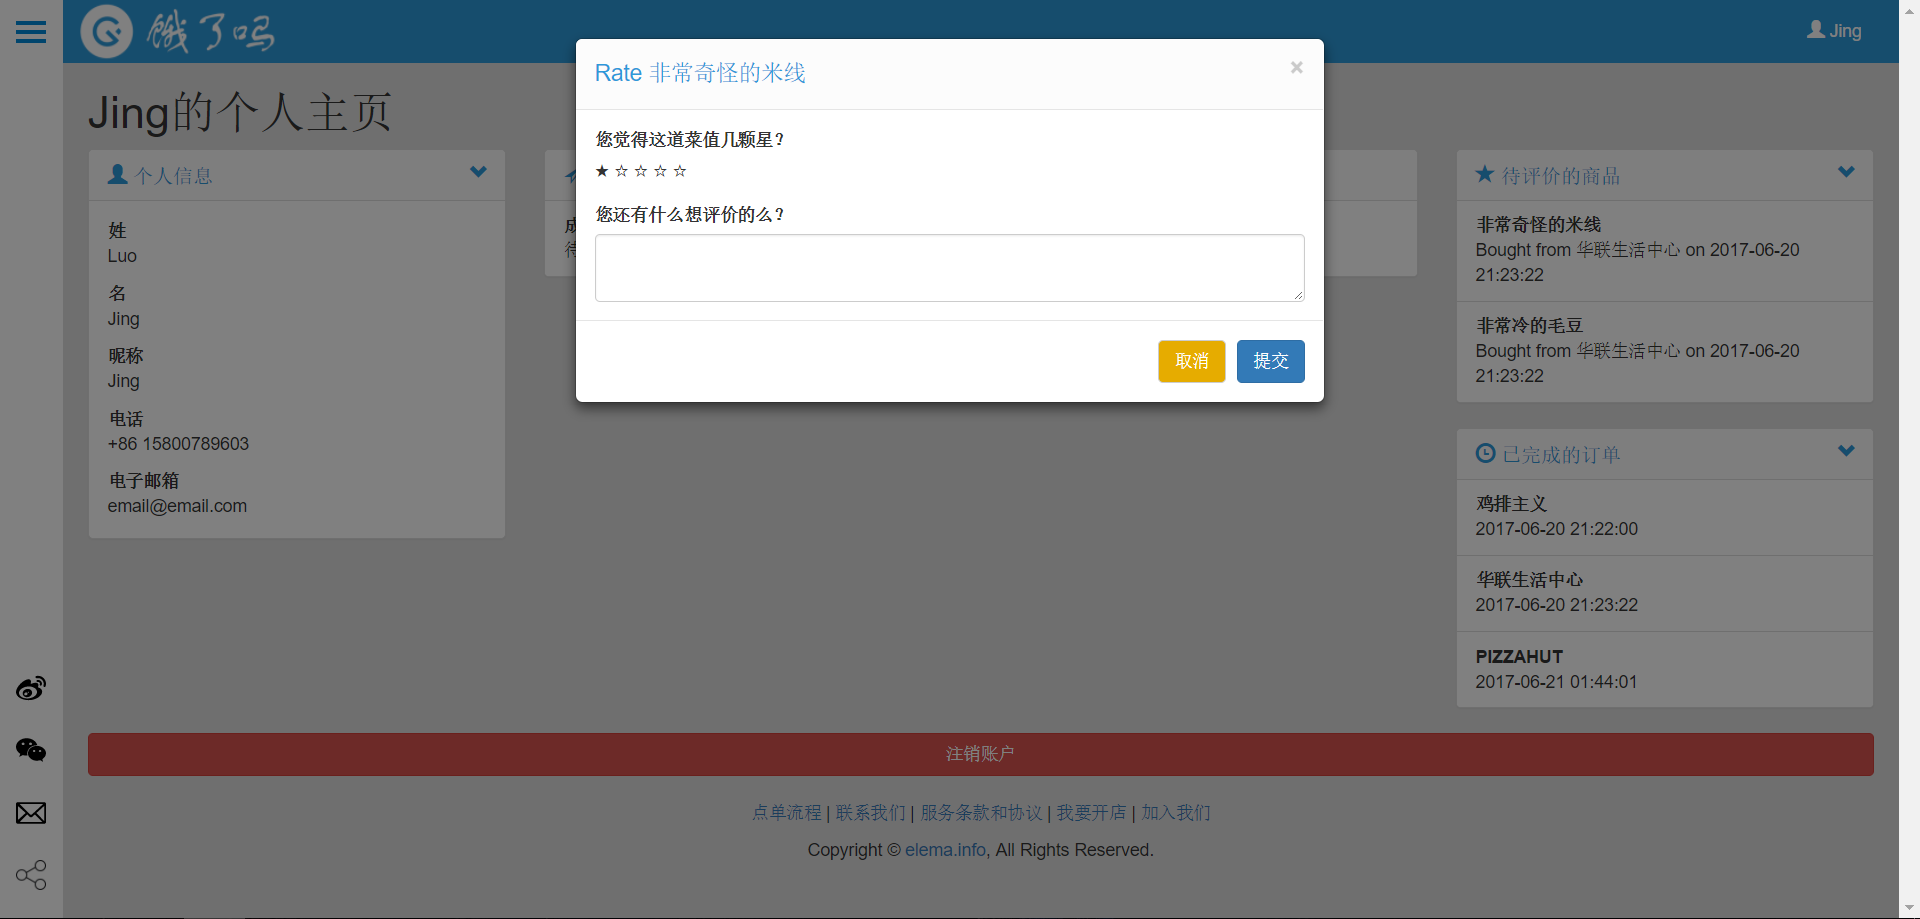 饿了吗
Jing
Jing的个人主页
Rate 非常奇怪的米线
×
您觉得这道菜值几颗星？
★ ☆ ☆ ☆ ☆
您还有什么想评价的么？
取消
提交
个人信息
姓
Luo
名
Jing
昵称
Jing
电话
+86 15800789603
电子邮箱
email@email.com
成
待
待评价的商品
非常奇怪的米线
Bought from 华联生活中心 on 2017-06-20
21:23:22
非常冷的毛豆
Bought from 华联生活中心 on 2017-06-20
21:23:22
已完成的订单
鸡排主义
2017-06-20 21:22:00
华联生活中心
2017-06-20 21:23:22
PIZZAHUT
2017-06-21 01:44:01
注销账户
点单流程 | 联系我们 | 服务条款和协议 | 我要开店 | 加入我们
Copyright © elema.info, All Rights Reserved.